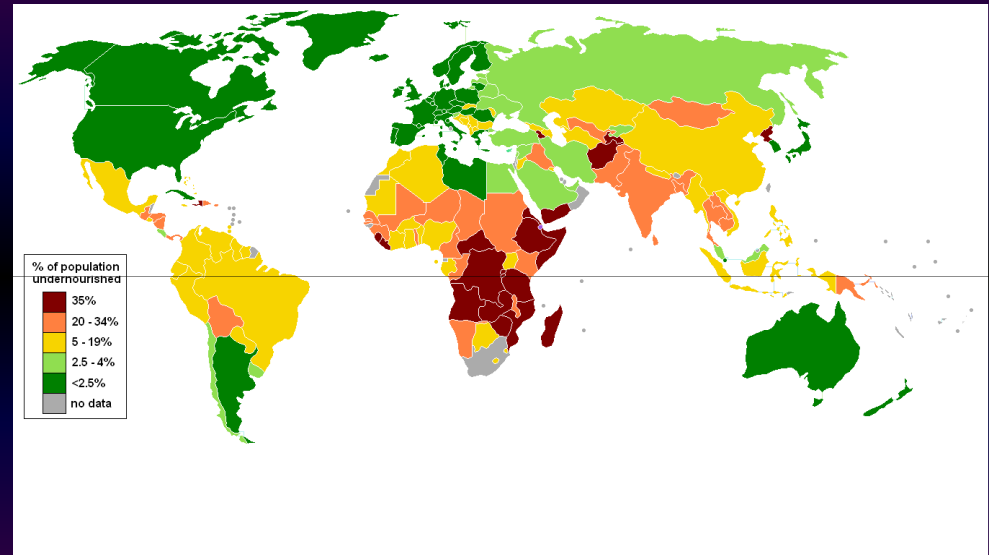 % of population
undernourished
35%
20 - 34%
5 - 19%
2.5 - 4%
<2.5%
no data